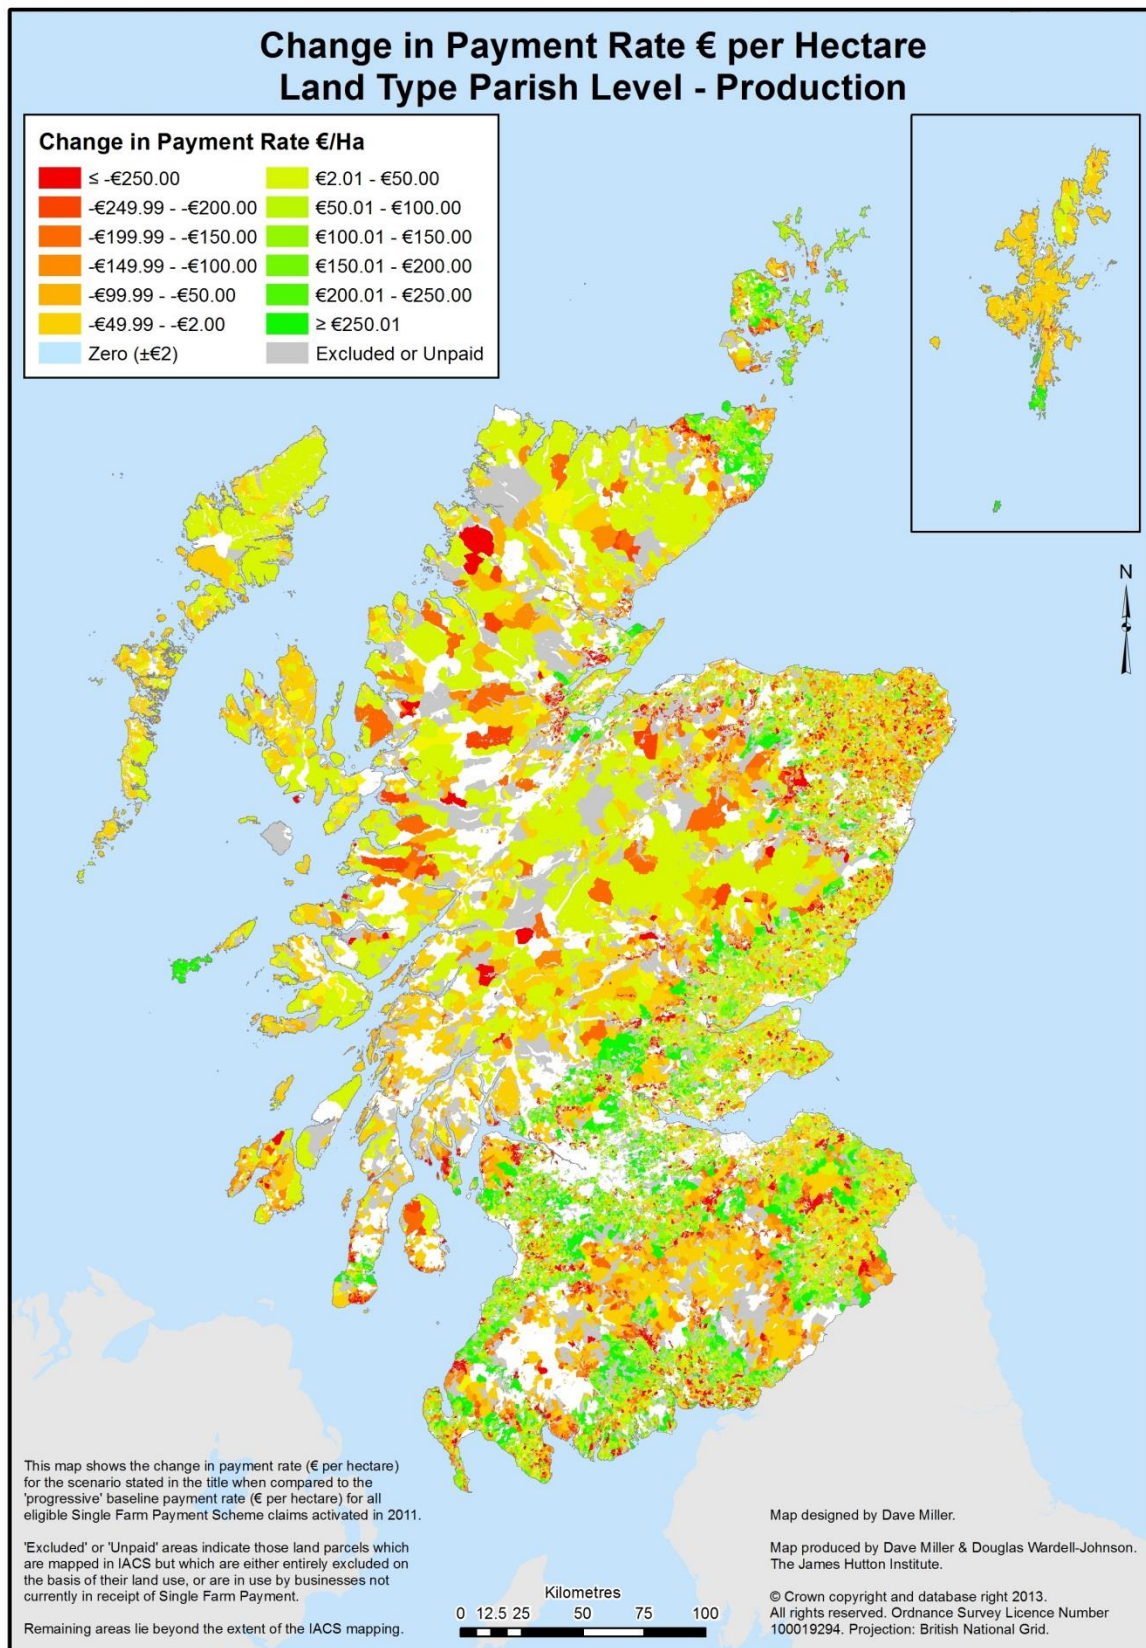 Change in Payment Rate € per Hectare
Land Type Parish Level - Production
Change in Payment Rate €/Ha
≤ -€250.00
-€249.99 - -€200.00
-€199.99 - -€150.00
-€149.99 - -€100.00
-€99.99 - -€50.00
-€49.99 - -€2.00
Zero (±€2)
€2.01 - €50.00
€50.01 - €100.00
€100.01 - €150.00
€150.01 - €200.00
€200.01 - €250.00
≥ €250.01
Excluded or Unpaid
N
This map shows the change in payment rate (€ per hectare)
for the scenario stated in the title when compared to the
'progressive' baseline payment rate (€ per hectare) for all
eligible Single Farm Payment Scheme claims activated in 2011.
'Excluded' or 'Unpaid' areas indicate those land parcels which
are mapped in IACS but which are either entirely excluded on
the basis of their land use, or are in use by businesses not
currently in receipt of Single Farm Payment.
Remaining areas lie beyond the extent of the IACS mapping.
Kilometres
0 12.5 25 50 75 100
Map designed by Dave Miller.
Map produced by Dave Miller & Douglas Wardell-Johnson.
The James Hutton Institute.
© Crown copyright and database right 2013.
All rights reserved. Ordnance Survey Licence Number
100019294. Projection: British National Grid.